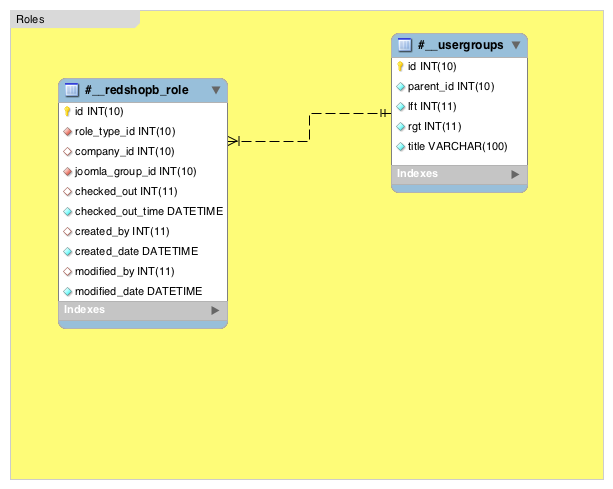 Roles
#__redshopb_role
id INT(10)
role_type_id INT(10)
company_id INT(10)
joomla_group_id INT(10)
checked_out INT(11)
checked_out_time DATETIME
created_by INT(11)
created_date DATETIME
modified_by INT(11)
modified_date DATETIME
Indexes
#__usergroups
id INT(10)
parent_id INT(10)
lft INT(11)
rgt INT(11)
title VARCHAR(100)
Indexes